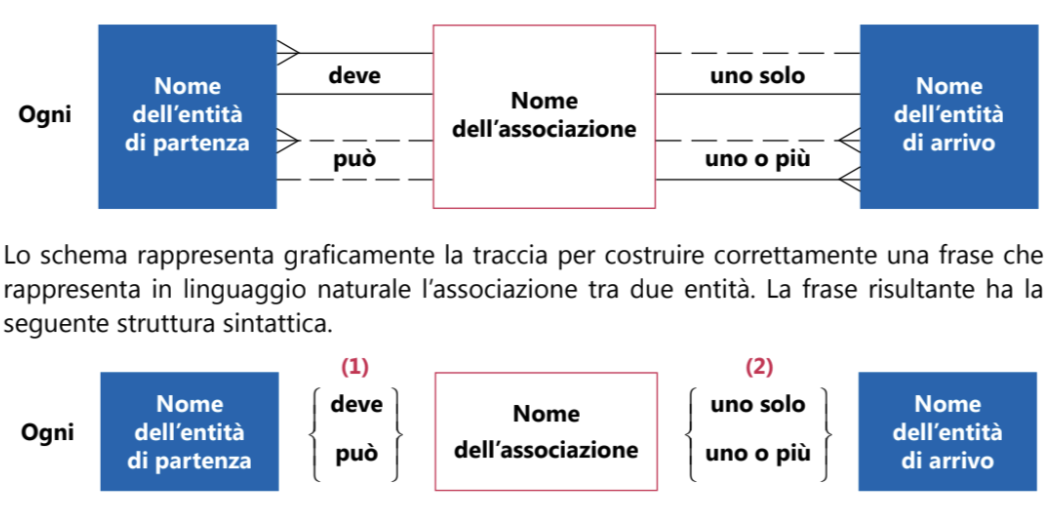 Ogni
Nome
dell'entità
di partenza
deve
può
Nome
dell'associazione
uno solo
uno o più
Nome
dell'entità
di arrivo
Lo schema rappresenta graficamente la traccia per costruire correttamente una frase che
rappresenta in linguaggio naturale l'associazione tra due entità. La frase risultante ha la
seguente struttura sintattica.
(1)
(2)
Ogni
Nome
dell'entità
di partenza
deve
può
Nome
dell'associazione
uno solo
uno o più
Nome
dell'entità
di arrivo